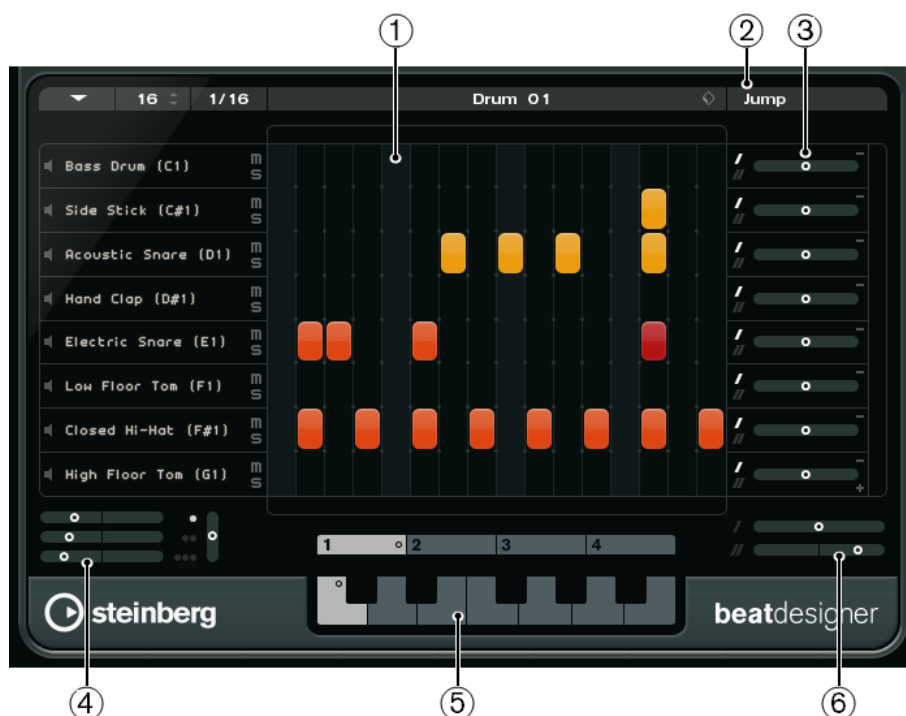 1 2 3
16 1/16 Drum 01 Jump
Bass Drum (C1) m S
Side Stick (C#1) m S
Acoustic Snare (D1) m S
Hand Clap (D#1) m S
Electric Snare (E1) m S
Low Floor Tom (F1) m S
Closed Hi-Hat (F#1) m S
High Floor Tom (G1) m S
1 2 3 4
steinberg beatdesigner
4 5 6